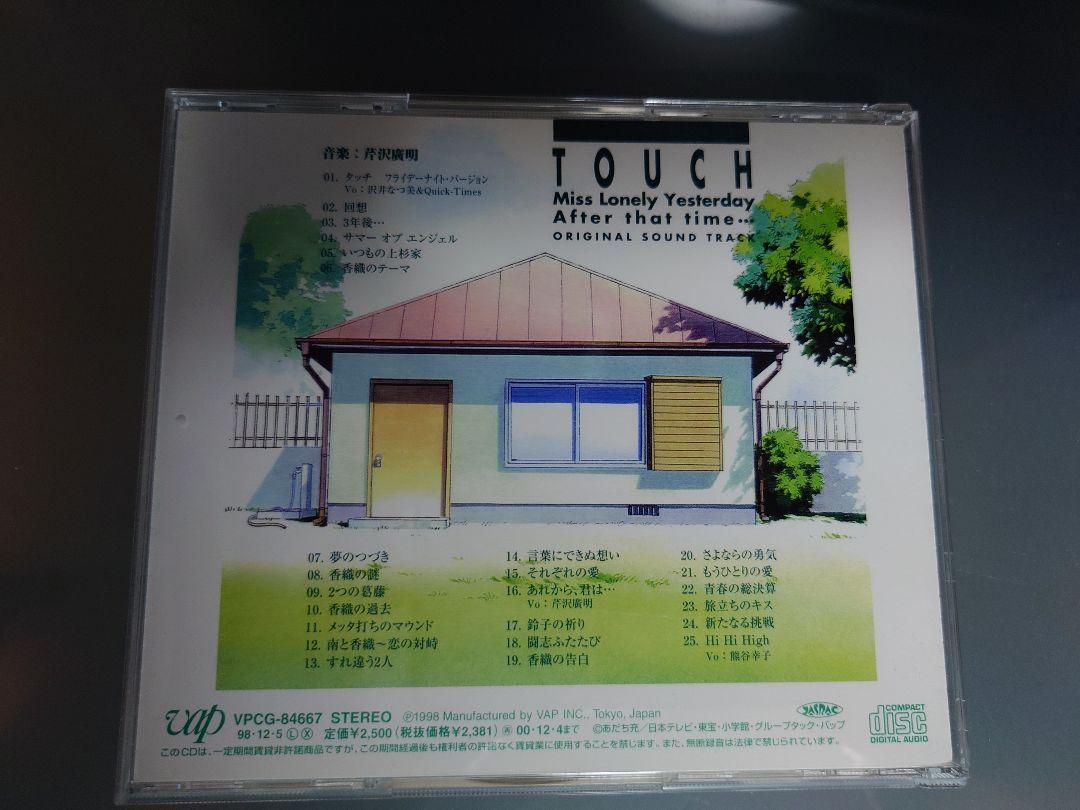 音楽：芹沢廣明
01. タッチ フライデーナイト・バージョン
Vo：沢井なつ美&Quick-Times
02. 回想
03. 3年後…
04. サマー オブ エンジェル
05. いつもの上杉家
06. 香織のテーマ
TOUCH
Miss Lonely Yesterday
After that time…
ORIGINAL SOUND TRACK
07. 夢のつづき
08. 香織の謎
09. 2つの葛藤
10. 香織の過去
11. メッタ打ちのマウンド
12. 南と香織〜恋の対峙
13. すれ違う2人
14. 言葉にできぬ想い
15. それぞれの愛
16. あれから、君は…
Vo：芹沢廣明
17. 鈴子の祈り
18. 闘志ふたたび
19. 香織の告白
20. さよならの勇気
21. もうひとりの愛
22. 青春の総決算
23. 旅立ちのキス
24. 新たなる挑戦
25. Hi Hi High
Vo：熊谷幸子
vap VPCG-84667 STEREO Ⓟ1998 Manufactured by VAP INC., Tokyo, Japan
98・12・5 Ⓛ Ⓧ 定価¥2,500 (税抜価格¥2,381) 再 00・12・4まで ©あだち充／日本テレビ・東宝・小学館・グループタック・バップ
このCDは、一定期間賃貸非許諾商品ですが、この期間経過後も権利者の許諾なく賃貸業に使用することを禁じます。また、無断録音は法律で禁じられています。
JASRAC
COMPACT
disc
DIGITAL AUDIO